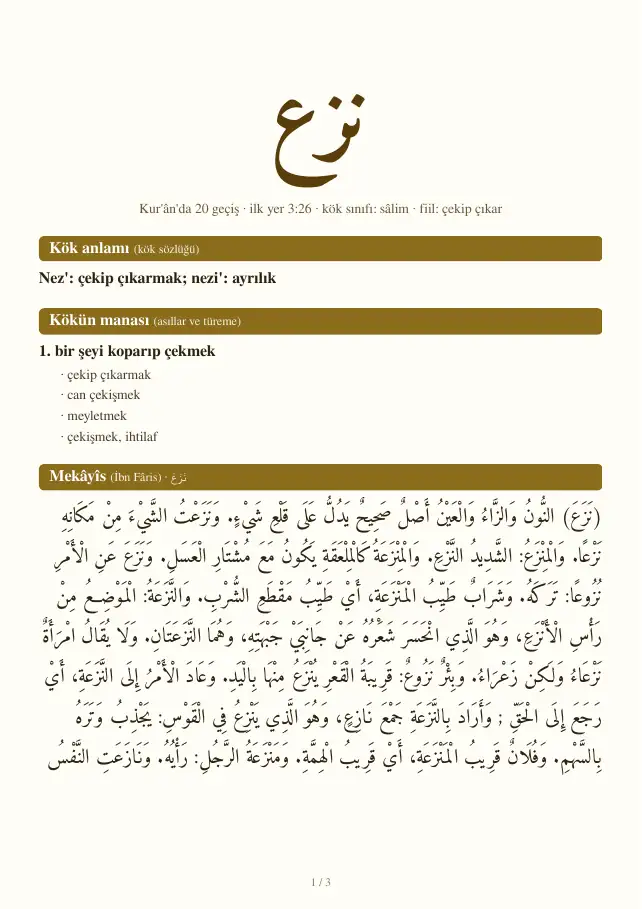 نزع
Kur'ân'da 20 geçiş · ilk yer 3:26 · kök sınıfı: sâlim · fiil: çekip çıkar
Kök anlamı (kök sözlüğü)
Nez': çekip çıkarmak; nezi': ayrılık
Kökün manası (asıllar ve türeme)
1. bir şeyi koparıp çekmek
· çekip çıkarmak
· can çekişmek
· meyletmek
· çekişmek, ihtilaf
Mekâyîs (İbn Fâris) · نَزَعَ
(نَزَعَ) النُّونُ وَالزَّاءُ وَالْعَيْنُ أَصْلٌ صَحِيحٌ يَدُلُّ عَلَى قَلْعِ شَيْءٍ. وَنَزَعْتُ الشَّيْءَ مِنْ مَكَانِهِ
نَزْعًا. وَالْمِنْزَعُ: الشَّدِيدُ النَّزْعِ. وَالْمِنْزَعَةُ كَالْمِلْعَقَةِ يَكُونُ مَعَ مُشْتَارِ الْعَسَلِ. وَنَزَعَ عَنِ الْأَمْرِ
نُزُوعًا: تَرَكَهُ. وَشَرَابٌ طَيِّبُ الْمَنْزَعَةِ، أَيْ طَيِّبُ مَقْطَعِ الشُّرْبِ. وَالنَّزَعَةُ: الْمَوْضِعُ مِنْ
رَأْسِ الْأَنْزَعِ، وَهُوَ الَّذِي انْحَسَرَ شَعْرُهُ عَنْ جَانِبَيْ جَبْهَتِهِ، وَهُمَا النَّزَعَتَانِ. وَلَا يُقَالُ امْرَأَةٌ
نَزْعَاءُ وَلَكِنْ زَعْرَاءُ. وَبِئْرٌ نَزُوعٌ: قَرِيبَةُ الْقَعْرِ يُنْزَعُ مِنْهَا بِالْيَدِ. وَعَادَ الْأَمْرُ إِلَى النَّزَعَةِ، أَيْ
رَجَعَ إِلَى الْحَقِّ ; وَأَرَادَ بِالنَّزَعَةِ جَمْعَ نَازِعٍ، وَهُوَ الَّذِي يَنْزِعُ فِي الْقَوْسِ: يَجْذِبُ وَتَرَهُ
بِالسَّهْمِ. وَفُلَانٌ قَرِيبُ الْمَنْزَعَةِ، أَيْ قَرِيبُ الْهِمَّةِ. وَمَنْزَعَةُ الرَّجُلِ: رَأْيُهُ. وَنَازَعَتِ النَّفْسُ
1 / 3